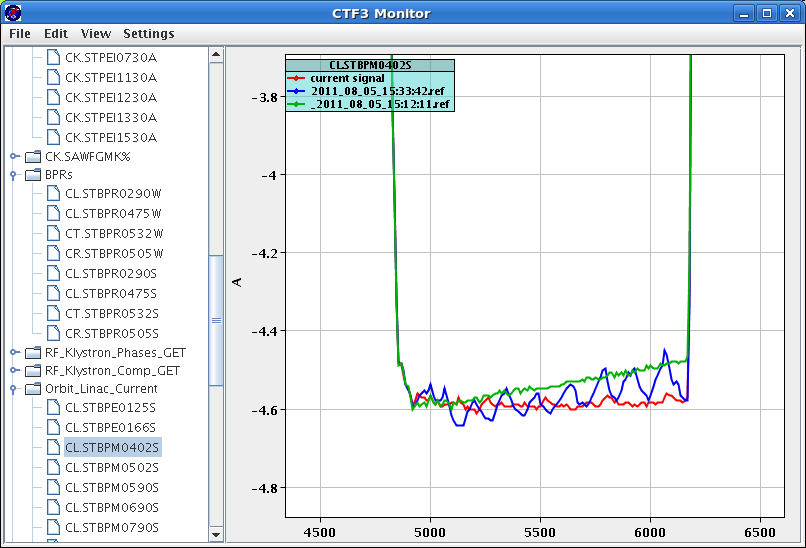 CTF3 Monitor
File Edit View Settings
CK.STPEI0730A
CK.STPEI1130A
CK.STPEI1230A
CK.STPEI1330A
CK.STPEI1530A
CK.SAWFGMK%
BPRs
CL.STBPR0290W
CL.STBPR0475W
CT.STBPR0532W
CR.STBPR0505W
CL.STBPR0290S
CL.STBPR0475S
CT.STBPR0532S
CR.STBPR0505S
RF_Klystron_Phases_GET
RF_Klystron_Comp_GET
Orbit_Linac_Current
CL.STBPE0125S
CL.STBPE0166S
CL.STBPM0402S
CL.STBPM0502S
CL.STBPM0590S
CL.STBPM0690S
CL.STBPM0790S
CLSTBPM0402S
current signal
2011_08_05_15:33:42.ref
_2011_08_05_15:12:11.ref
-3.8
-4
-4.2
-4.4
-4.6
-4.8
A
4500 5000 5500 6000 6500